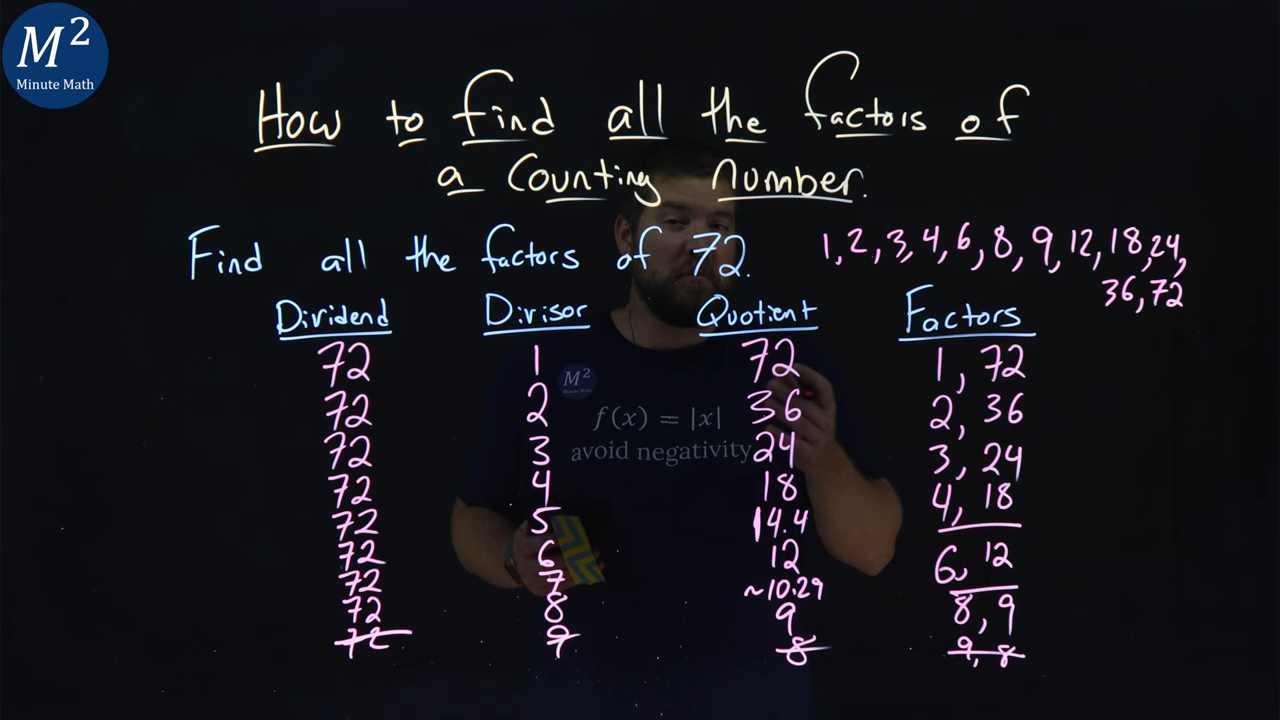 M²
Minute Math
How to find all the factors of
a counting number.
Find all the factors of 72.
1, 2, 3, 4, 6, 8, 9, 12, 18, 24,
36, 72
Dividend Divisor Quotient Factors
72 1 72 1, 72
72 2 36 2, 36
72 3 24 3, 24
72 4 18 4, 18
72 5 14.4
72 6 12 6, 12
72 7 ~10.29
72 8 9 8, 9
72 9 8 9, 8
M²
f(x) = |x|
avoid negativity